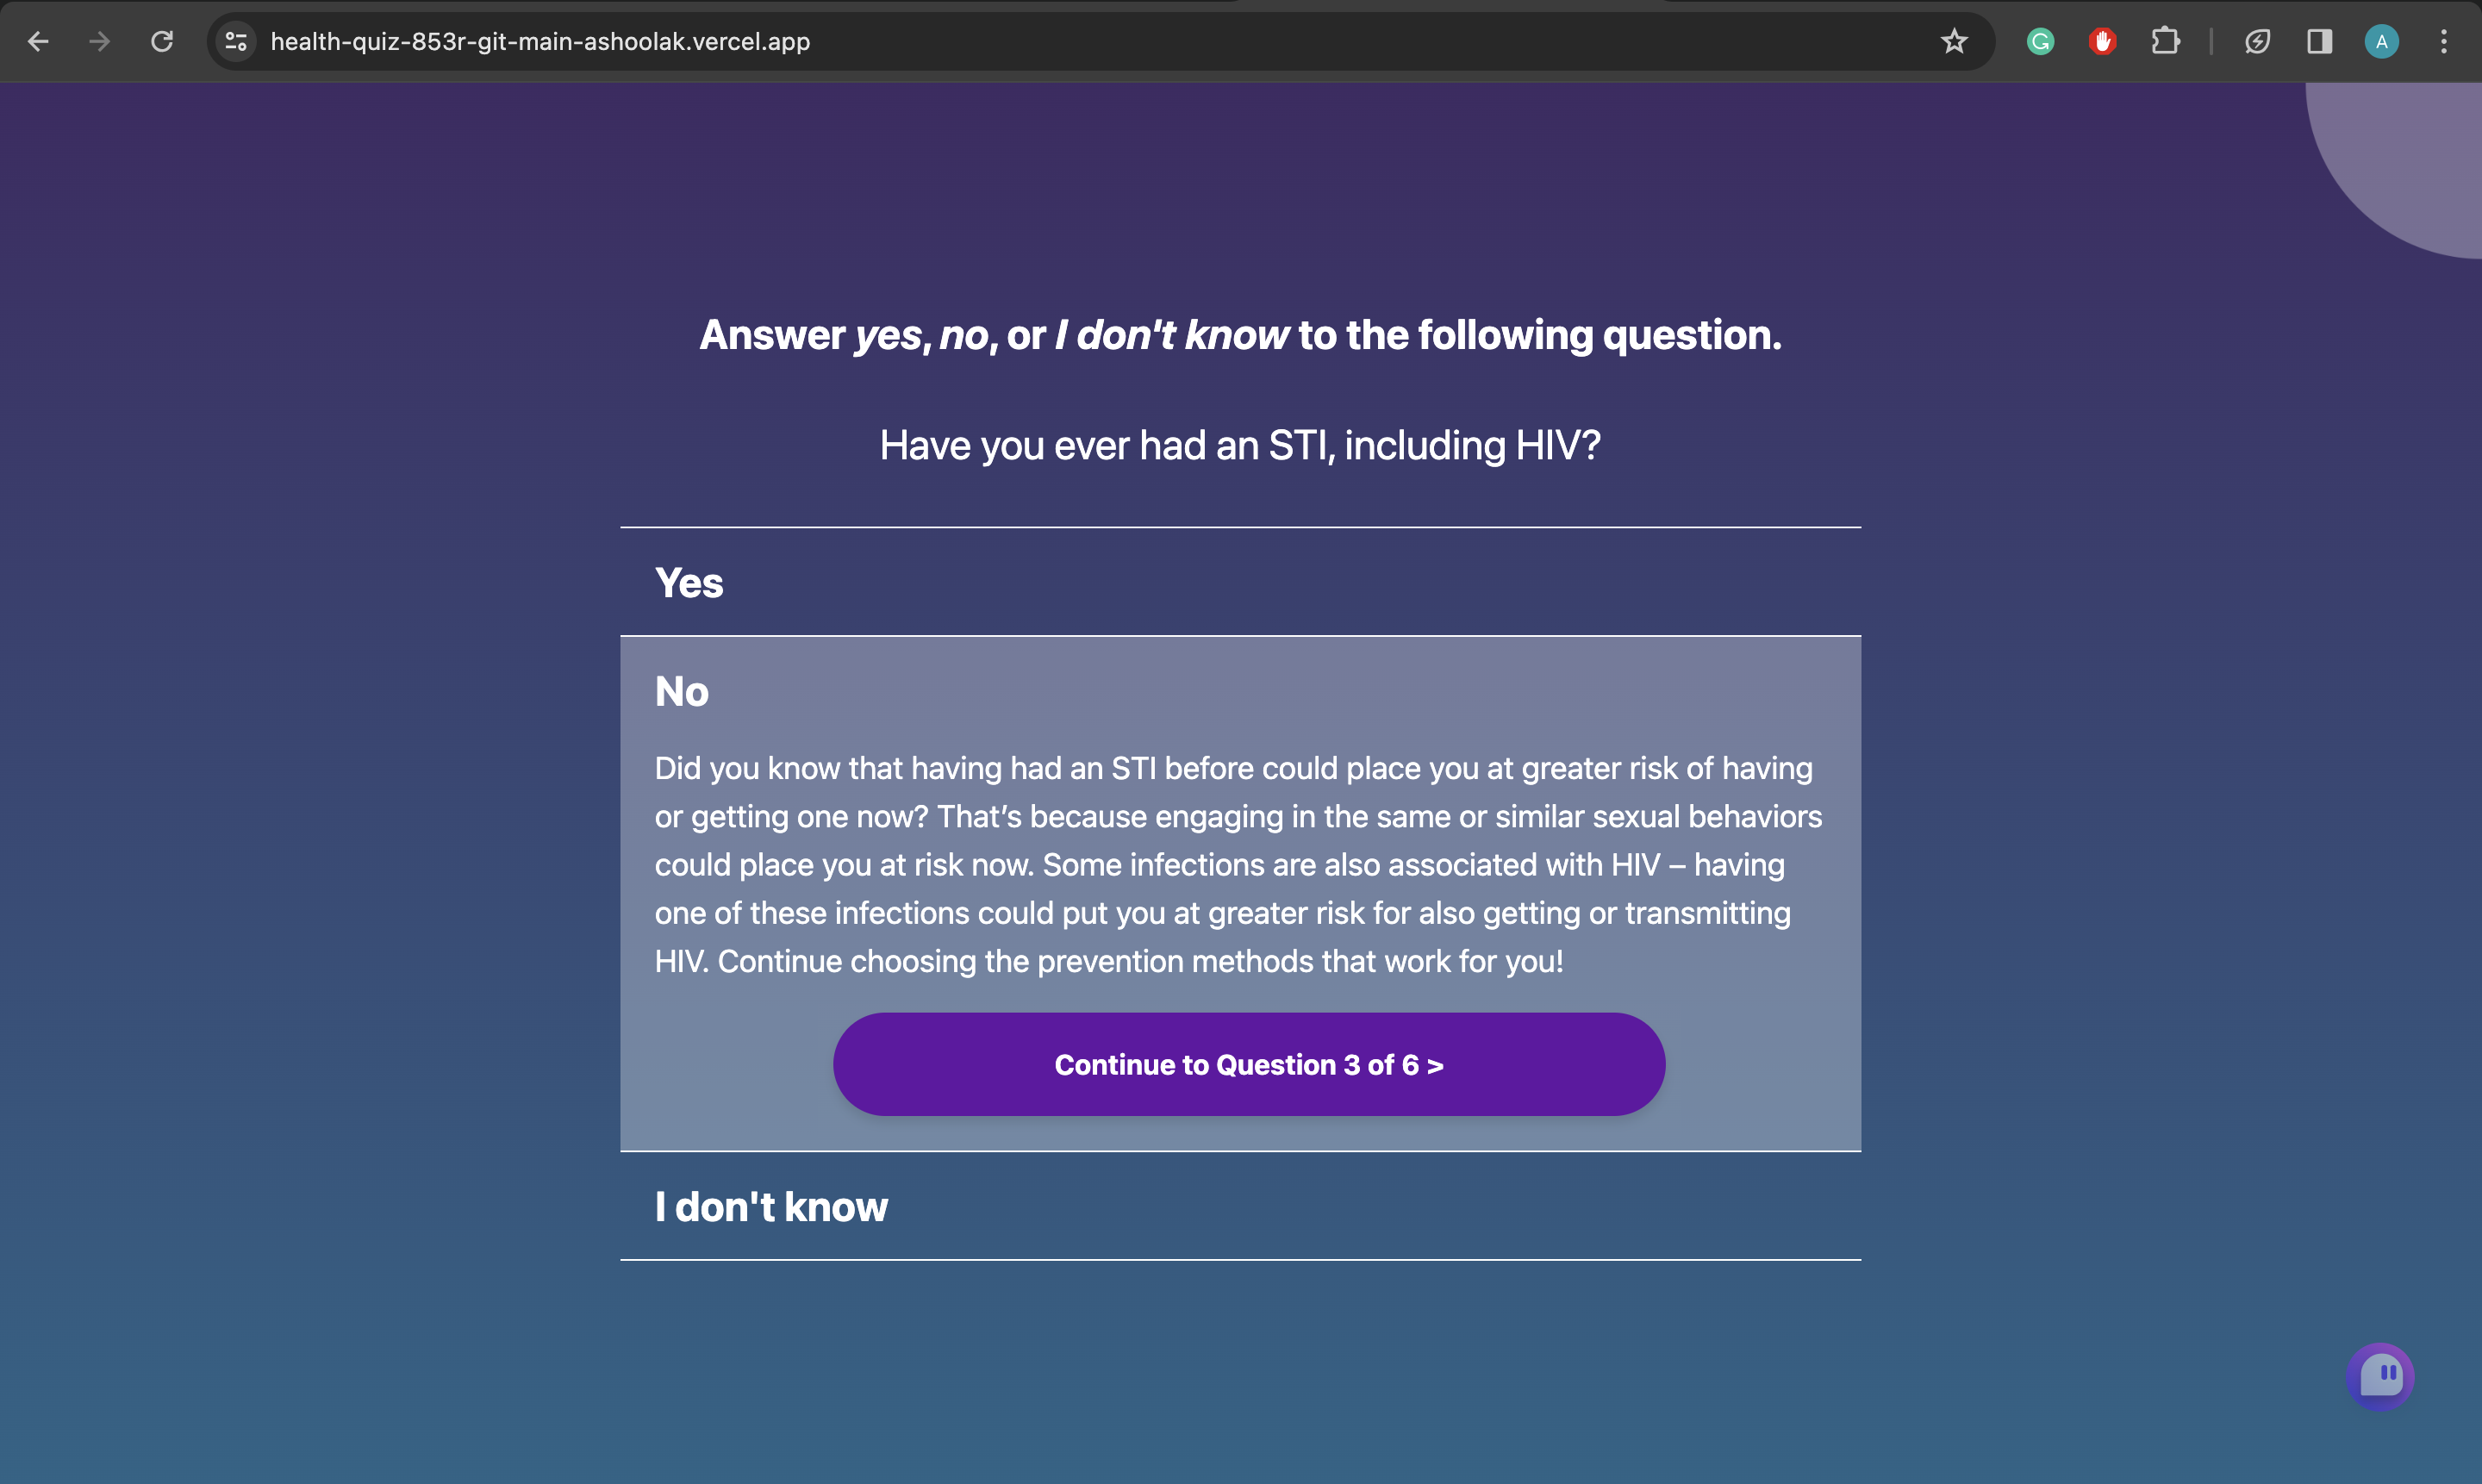 health-quiz-853r-git-main-ashoolak.vercel.app
A
Answer yes, no, or I don't know to the following question.
Have you ever had an STI, including HIV?
Yes
No
Did you know that having had an STI before could place you at greater risk of having
or getting one now? That’s because engaging in the same or similar sexual behaviors
could place you at risk now. Some infections are also associated with HIV – having
one of these infections could put you at greater risk for also getting or transmitting
HIV. Continue choosing the prevention methods that work for you!
Continue to Question 3 of 6 >
I don't know